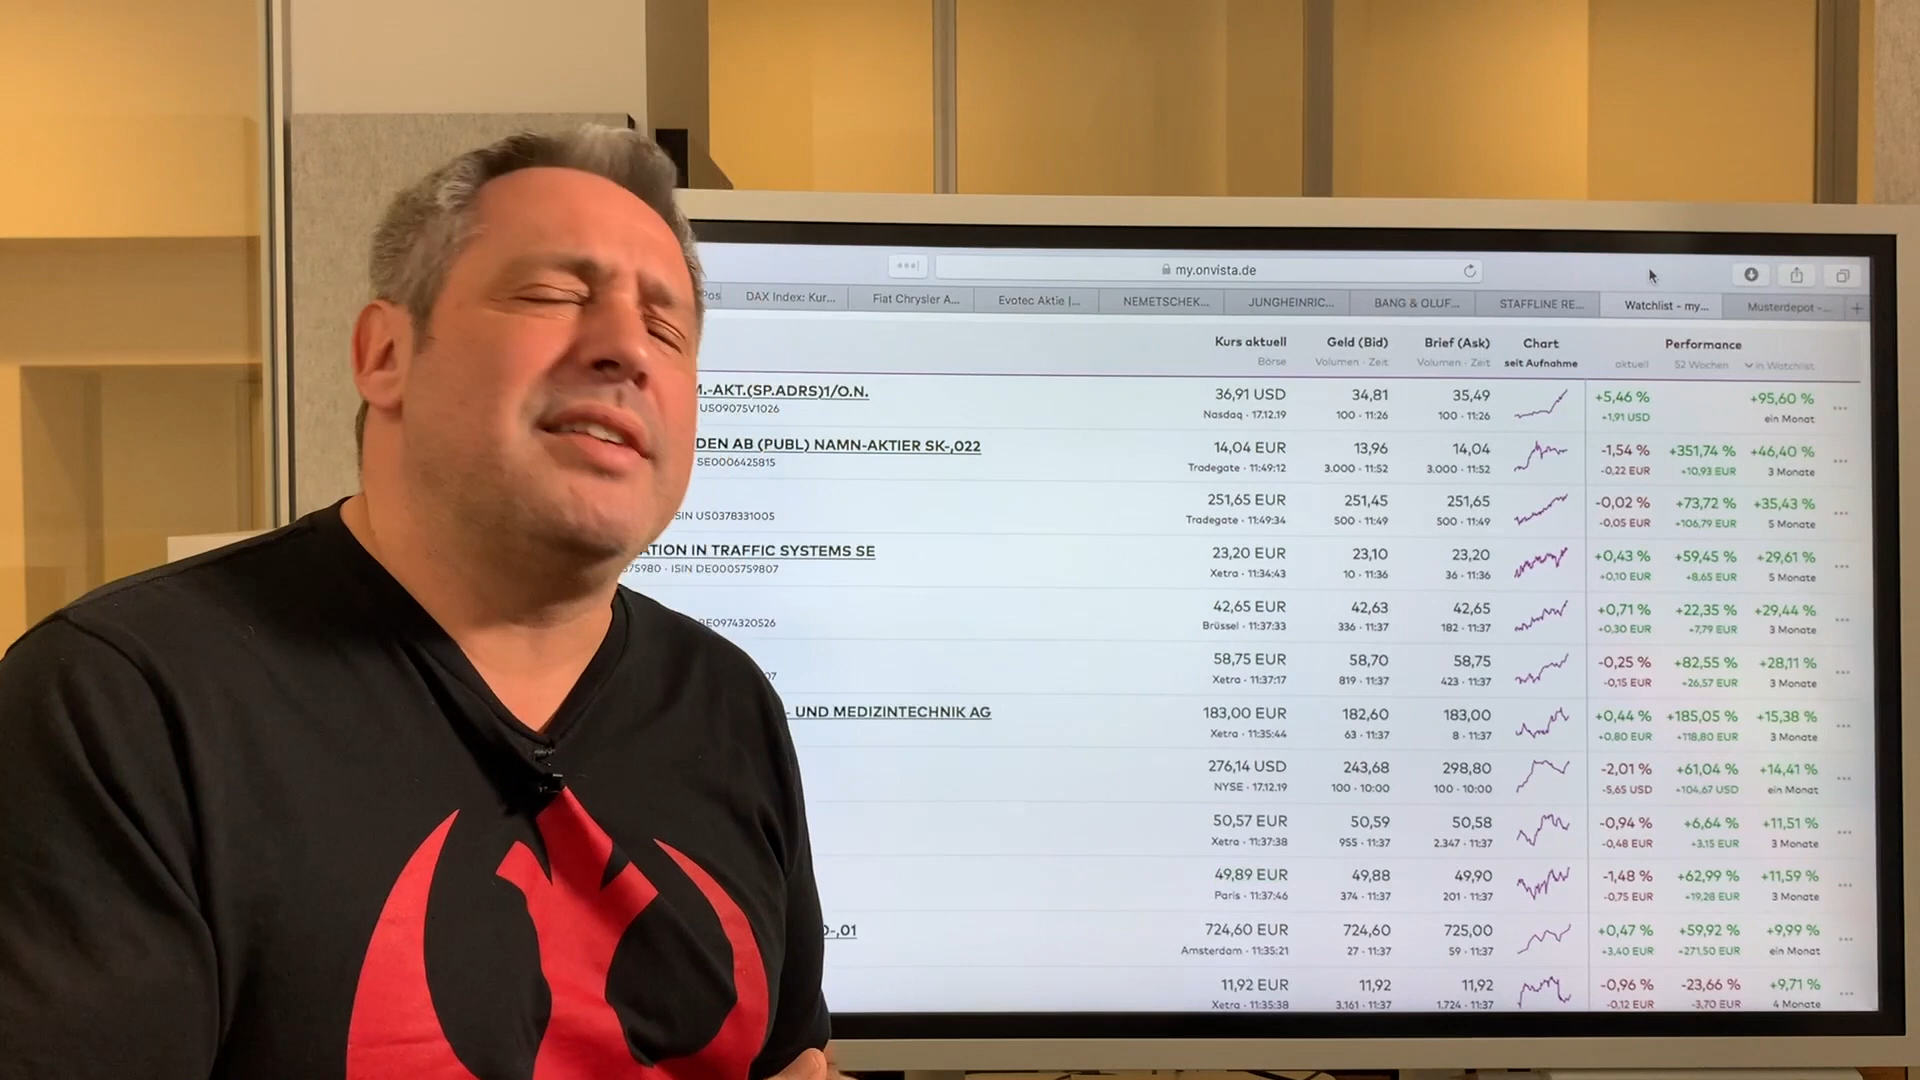 my.onvista.de
Pos DAX Index: Kur... Fiat Chrysler A... Evotec Aktie |... NEMETSCHEK... JUNGHEINRIC... BANG & OLUF... STAFFLINE RE... Watchlist - my... Musterdepot -...
Kurs aktuell Geld (Bid) Brief (Ask) Chart Performance
Börse Volumen · Zeit Volumen · Zeit seit Aufnahme aktuell 52 Wochen in Watchlist
M.-AKT.(SP.ADRS)1/O.N. 36,91 USD 34,81 35,49 +5,46 % +95,60 %
US09075V1026 Nasdaq · 17.12.19 100 · 11:26 100 · 11:26 +1,91 USD ein Monat
DEN AB (PUBL) NAMN-AKTIER SK-,022 14,04 EUR 13,96 14,04 -1,54 % +351,74 % +46,40 %
SE0006425815 Tradegate · 11:49:12 3.000 · 11:52 3.000 · 11:52 -0,22 EUR +10,93 EUR 3 Monate
251,65 EUR 251,45 251,65 -0,02 % +73,72 % +35,43 %
SIN US0378331005 Tradegate · 11:49:34 500 · 11:49 500 · 11:49 -0,05 EUR +106,79 EUR 5 Monate
ATION IN TRAFFIC SYSTEMS SE 23,20 EUR 23,10 23,20 +0,43 % +59,45 % +29,61 %
575980 · ISIN DE0005759807 Xetra · 11:34:43 10 · 11:36 36 · 11:36 +0,10 EUR +8,65 EUR 5 Monate
42,65 EUR 42,63 42,65 +0,71 % +22,35 % +29,44 %
BE0974320526 Brüssel · 11:37:33 336 · 11:37 182 · 11:37 +0,30 EUR +7,79 EUR 3 Monate
58,75 EUR 58,70 58,75 -0,25 % +82,55 % +28,11 %
07 Xetra · 11:37:17 819 · 11:37 423 · 11:37 -0,15 EUR +26,57 EUR 3 Monate
- UND MEDIZINTECHNIK AG 183,00 EUR 182,60 183,00 +0,44 % +185,05 % +15,38 %
Xetra · 11:35:44 63 · 11:37 8 · 11:37 +0,80 EUR +118,80 EUR 3 Monate
276,14 USD 243,68 298,80 -2,01 % +61,04 % +14,41 %
NYSE · 17.12.19 100 · 10:00 100 · 10:00 -5,65 USD +104,67 USD ein Monat
50,57 EUR 50,59 50,58 -0,94 % +6,64 % +11,51 %
Xetra · 11:37:38 955 · 11:37 2.347 · 11:37 -0,48 EUR +3,15 EUR 3 Monate
49,89 EUR 49,88 49,90 -1,48 % +62,99 % +11,59 %
Paris · 11:37:46 374 · 11:37 201 · 11:37 -0,75 EUR +19,28 EUR 3 Monate
0-,01 724,60 EUR 724,60 725,00 +0,47 % +59,92 % +9,99 %
Amsterdam · 11:35:21 27 · 11:37 59 · 11:37 +3,40 EUR +271,50 EUR ein Monat
11,92 EUR 11,92 11,92 -0,96 % -23,66 % +9,71 %
Xetra · 11:35:38 3.161 · 11:37 1.724 · 11:37 -0,12 EUR -3,70 EUR 4 Monate